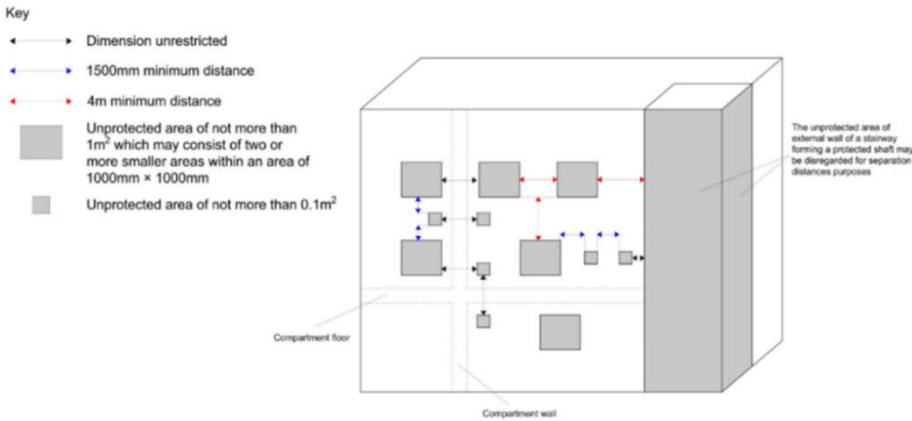 Key
Dimension unrestricted
1500mm minimum distance
4m minimum distance
Unprotected area of not more than
1m² which may consist of two or
more smaller areas within an area of
1000mm × 1000mm
Unprotected area of not more than 0.1m²
The unprotected area of
external wall of a stairway
forming a protected shaft may
be disregarded for separation
distances purposes
Compartment floor
Compartment wall